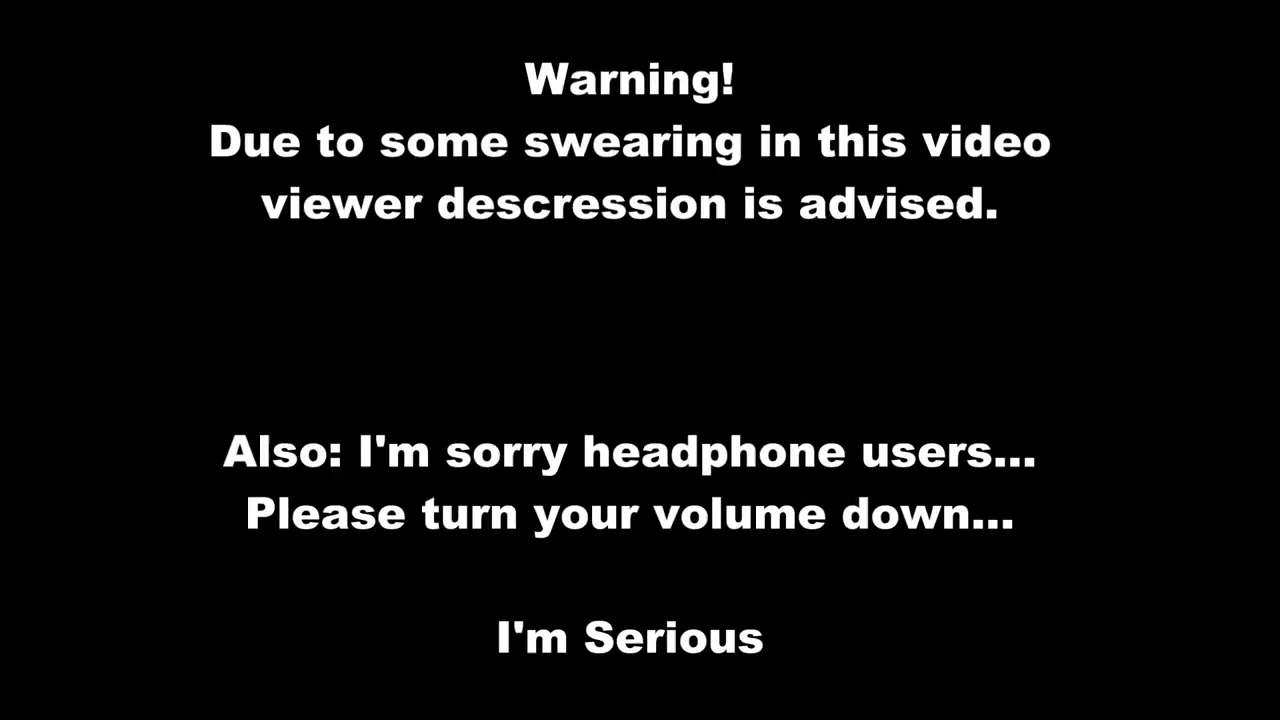 Warning!
Due to some swearing in this video
viewer descression is advised.
Also: I'm sorry headphone users...
Please turn your volume down...
I'm Serious